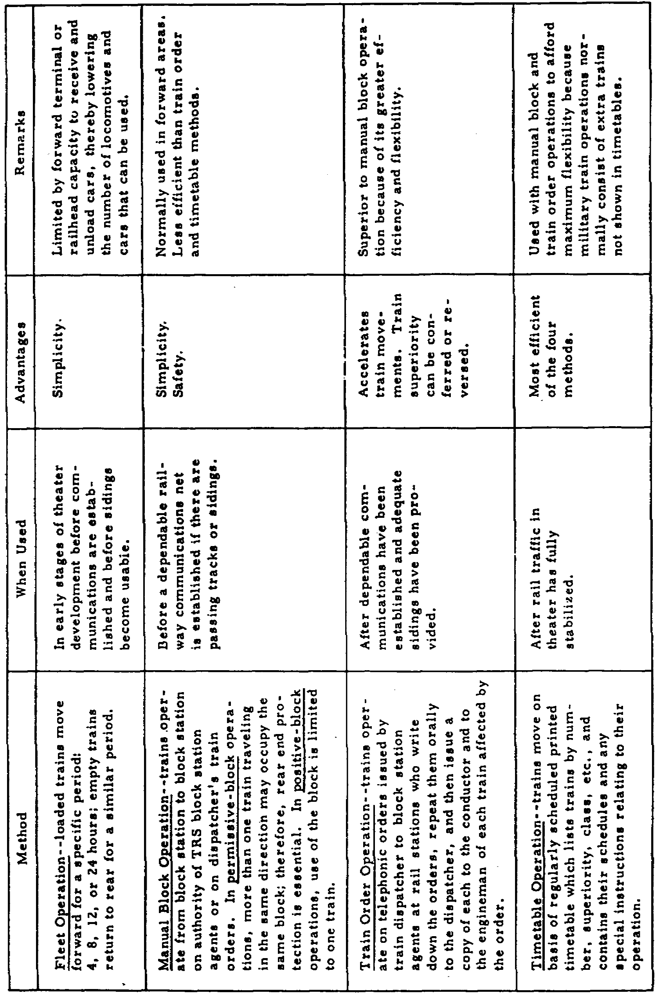 Method
When Used
Advantages
Remarks
Fleet Operation--loaded trains move
forward for a specific period:
4, 8, 12, or 24 hours; empty trains
return to rear for a similar period.
In early stages of theater
development before com-
munications are estab-
lished and before sidings
become usable.
Simplicity.
Limited by forward terminal or
railhead capacity to receive and
unload cars, thereby lowering
the number of locomotives and
cars that can be used.
Manual Block Operation--trains oper-
ate from block station to block station
on authority of TRS block station
agents or on dispatcher's train
orders. In permissive-block opera-
tions, more than one train traveling
in the same direction may occupy the
same block; therefore, rear end pro-
tection is essential. In positive-block
operations, use of the block is limited
to one train.
Before a dependable rail-
way communications net
is established if there are
passing tracks or sidings.
Simplicity.
Safety.
Normally used in forward areas.
Less efficient than train order
and timetable methods.
Train Order Operation--trains oper-
ate on telephonic orders issued by
train dispatcher to block station
agents at rail stations who write
down the orders, repeat them orally
to the dispatcher, and then issue a
copy of each to the conductor and to
the engineman of each train affected by
the order.
After dependable com-
munications have been
established and adequate
sidings have been pro-
vided.
Accelerates
train move-
ments. Train
superiority
can be con-
ferred or re-
versed.
Superior to manual block opera-
tion because of its greater ef-
ficiency and flexibility.
Timetable Operation--trains move on
basis of regularly scheduled printed
timetable which lists trains by num-
ber, superiority, class, etc., and
contains their schedules and any
special instructions relating to their
operation.
After rail traffic in
theater has fully
stabilized.
Most efficient
of the four
methods.
Used with manual block and
train order operations to afford
maximum flexibility because
military train operations nor-
mally consist of extra trains
not shown in timetables.